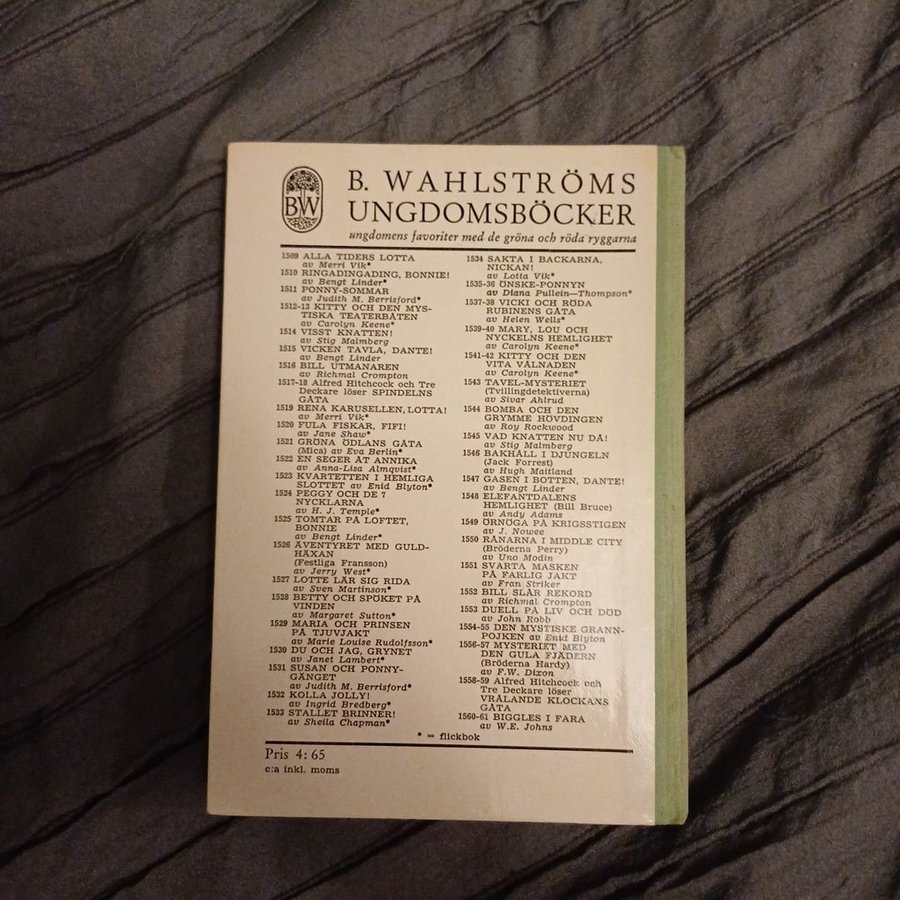 BW
B. WAHLSTRÖMS
UNGDOMSBÖCKER
ungdomens favoriter med de gröna och röda ryggarna
1509 ALLA TIDERS LOTTA
av Merri Vik*
1510 RINGADINGADING, BONNIE!
av Bengt Linder*
1511 PONNY-SOMMAR
av Judith M. Berrisford*
1512-13 KITTY OCH DEN MYS-
TISKA TEATERBÅTEN
av Carolyn Keene*
1514 VISST KNATTEN!
av Stig Malmberg
1515 VICKEN TAVLA, DANTE!
av Bengt Linder
1516 BILL UTMANAREN
av Richmal Crompton
1517-18 Alfred Hitchcock och Tre
Deckare löser SPINDELNS
GÅTA
1519 RENA KARUSELLEN, LOTTA!
av Merri Vik*
1520 FULA FISKAR, FIFI!
av Jane Shaw*
1521 GRÖNA ÖDLANS GÅTA
(Mica) av Eva Berlin*
1522 EN SEGER ÅT ANNIKA
av Anna-Lisa Almqvist*
1523 KVARTETTEN I HEMLIGA
SLOTTET av Enid Blyton*
1524 PEGGY OCH DE 7
NYCKLARNA
av H. J. Temple*
1525 TOMTAR PÅ LOFTET,
BONNIE
av Bengt Linder*
1526 ÄVENTYRET MED GULD-
HÄXAN
(Festliga Fransson)
av Jerry West*
1527 LOTTE LÄR SIG RIDA
av Sven Martinson*
1528 BETTY OCH SPÖKET PÅ
VINDEN
av Margaret Sutton*
1529 MARIA OCH PRINSEN
PÅ TJUVJAKT
av Marie Louise Rudolfsson*
1530 DU OCH JAG, GRYNET
av Janet Lambert*
1531 SUSAN OCH PONNY-
GÄNGET
av Judith M. Berrisford*
1532 KOLLA JOLLY!
av Ingrid Bredberg*
1533 STALLET BRINNER!
av Sheila Chapman*
1534 SAKTA I BACKARNA,
NICKAN!
av Lotta Vik*
1535-36 ÖNSKE-PONNYN
av Diana Pullein—Thompson*
1537-38 VICKI OCH RÖDA
RUBINENS GÅTA
av Helen Wells*
1539-40 MARY, LOU OCH
NYCKELNS HEMLIGHET
av Carolyn Keene*
1541-42 KITTY OCH DEN
VITA VÅLNADEN
av Carolyn Keene*
1543 TAVEL-MYSTERIET
(Tvillingdetektiverna)
av Sivar Ahlrud
1544 BOMBA OCH DEN
GRYMME HÖVDINGEN
av Roy Rockwood
1545 VAD KNATTEN NU DÅ!
av Stig Malmberg
1546 BAKHÅLL I DJUNGELN
(Jack Forrest)
av Hugh Maitland
1547 GASEN I BOTTEN, DANTE!
av Bengt Linder
1548 ELEFANTDALENS
HEMLIGHET (Bill Bruce)
av Andy Adams
1549 ÖRNÖGA PÅ KRIGSSTIGEN
av J. Nowee
1550 RÅNARNA I MIDDLE CITY
(Bröderna Perry)
av Uno Modin
1551 SVARTA MASKEN
PÅ FARLIG JAKT
av Fran Striker
1552 BILL SLÅR REKORD
av Richmal Crompton
1553 DUELL PÅ LIV OCH DÖD
av John Robb
1554-55 DEN MYSTISKE GRANN-
POJKEN av Enid Blyton
1556-57 MYSTERIET MED
DEN GULA FJÄDERN
(Bröderna Hardy)
av F.W. Dixon
1558-59 Alfred Hitchcock och
Tre Deckare löser
VRÅLANDE KLOCKANS
GÅTA
1560-61 BIGGLES I FARA
av W.E. Johns
* = flickbok
Pris 4: 65
c:a inkl. moms